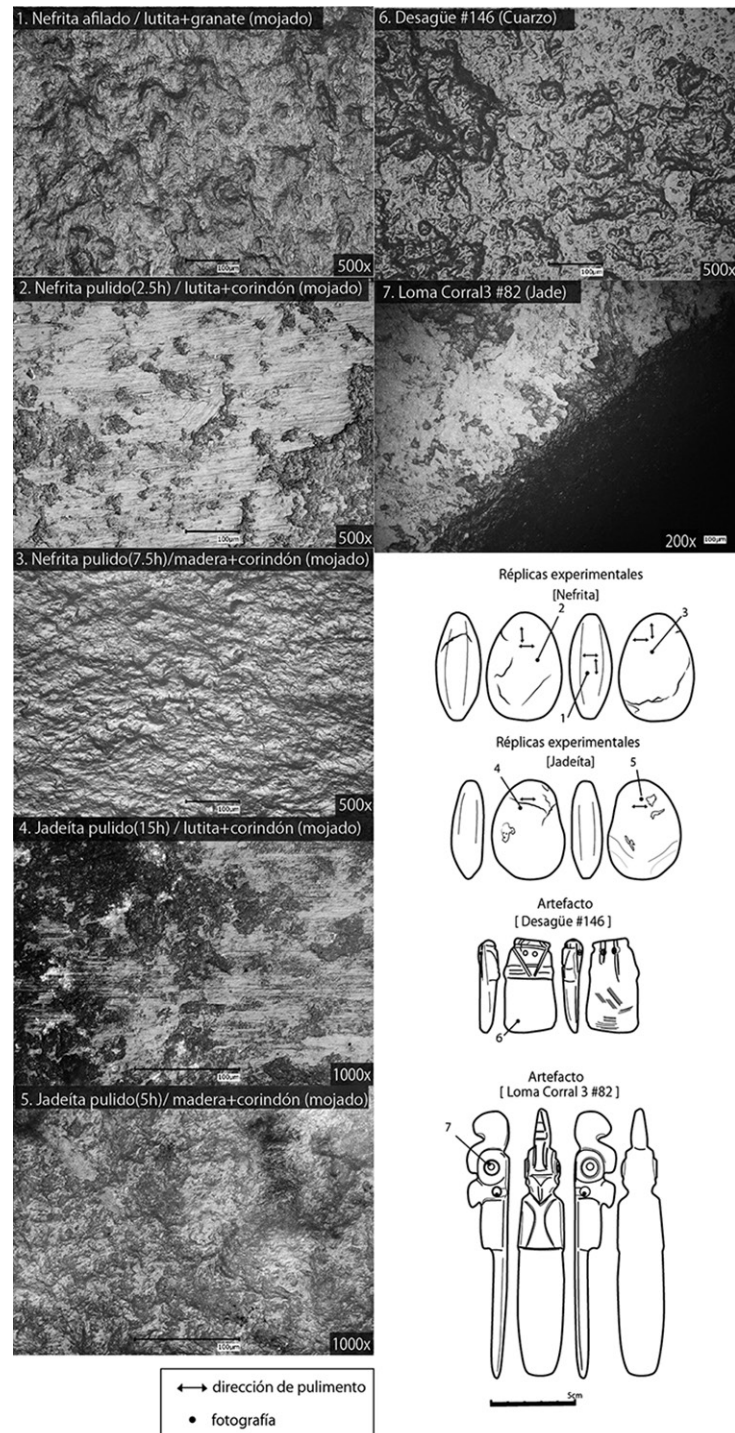 1. Nefrita afilado / lutita+granate (mojado)
100µm
500x
2. Nefrita pulido(2.5h) / lutita+corindón (mojado)
100µm
500x
3. Nefrita pulido(7.5h)/madera+corindón (mojado)
100µm
500x
4. Jadeíta pulido(15h) / lutita+corindón (mojado)
100µm
1000x
5. Jadeíta pulido(5h)/ madera+corindón (mojado)
100µm
1000x
6. Desagüe #146 (Cuarzo)
100µm
500x
7. Loma Corral3 #82 (Jade)
200x
100µm
Réplicas experimentales
[Nefrita]
2
3
1
Réplicas experimentales
[Jadeíta]
4
5
Artefacto
[ Desagüe #146 ]
6
Artefacto
[ Loma Corral 3 #82 ]
7
5cm
dirección de pulimento
fotografía